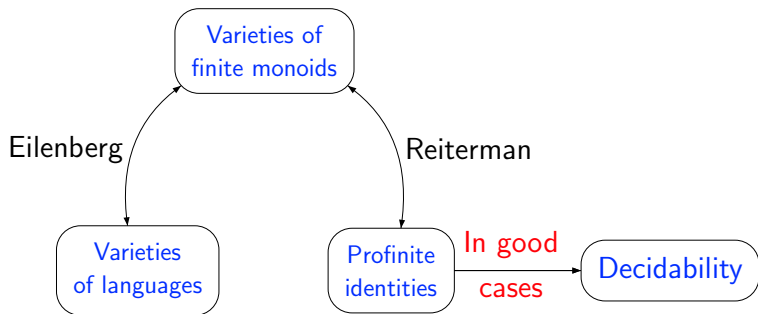 Varieties of
finite monoids
Eilenberg
Reiterman
Varieties
of languages
Profinite
identities
In good
cases
Decidability